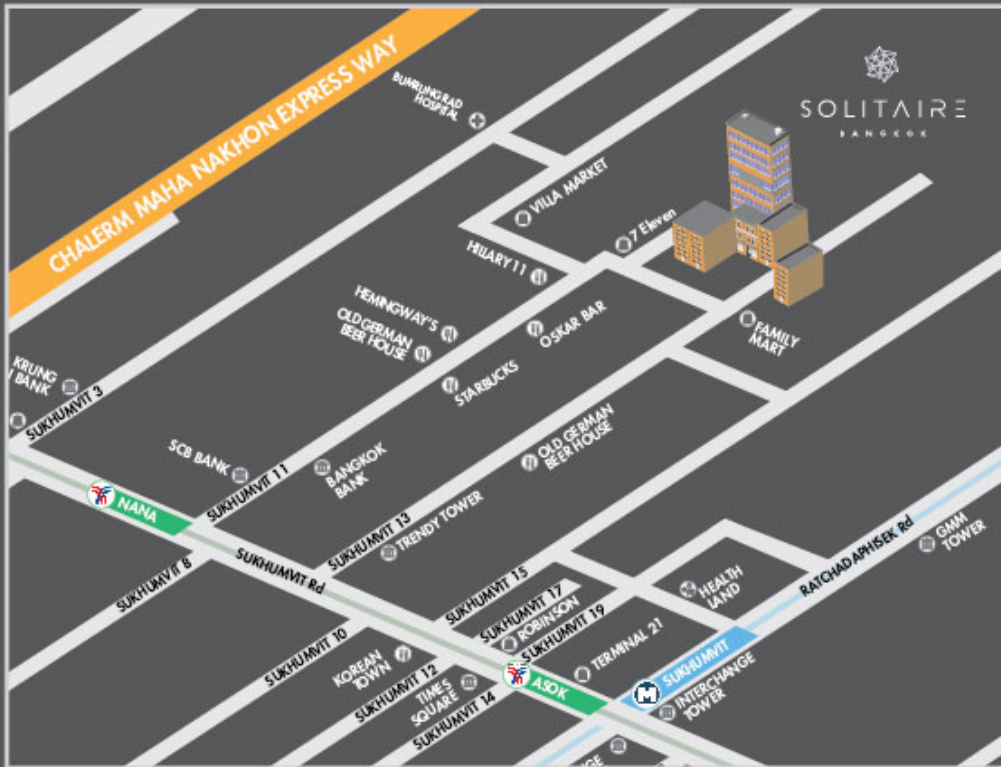 CHALERM MAHA NAKHON EXPRESS WAY
BUMRUNGRAD
HOSPITAL
SOLITAIRE
BANGKOK
VILLA MARKET
7 Eleven
HILLARY 11
HEMINGWAY'S
OLD GERMAN
BEER HOUSE
OSKAR BAR
FAMILY
MART
STARBUCKS
KRUNG
BANK
SUKHUMVIT 3
SCB BANK
BANGKOK
BANK
OLD GERMAN
BEER HOUSE
SUKHUMVIT 11
NANA
SUKHUMVIT 13
TRENDY TOWER
SUKHUMVIT Rd
SUKHUMVIT 8
SUKHUMVIT 15
SUKHUMVIT 17
ROBINSON
SUKHUMVIT 19
HEALTH
LAND
RATCHADAPHISEK Rd
GMM
TOWER
SUKHUMVIT 10
KOREAN
TOWN
SUKHUMVIT 12
TIMES
SQUARE
SUKHUMVIT 14
ASOK
TERMINAL 21
M
SUKHUMVIT
INTERCHANGE
TOWER